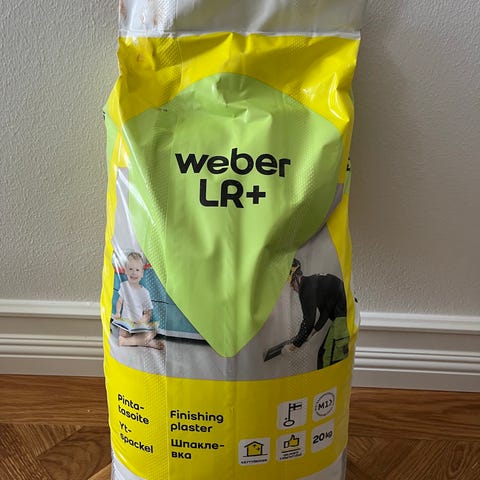 weber
LR+
Pinta-
tasoite
Yt-
spackel
Finishing
plaster
Шпакле-
вка
M1
20kg